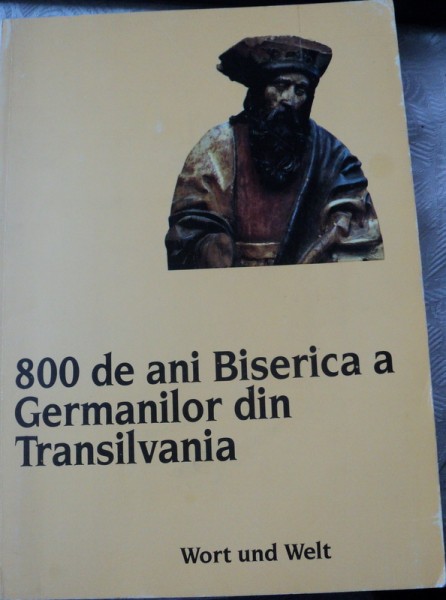 800 de ani Biserica a
Germanilor din
Transilvania
Wort und Welt